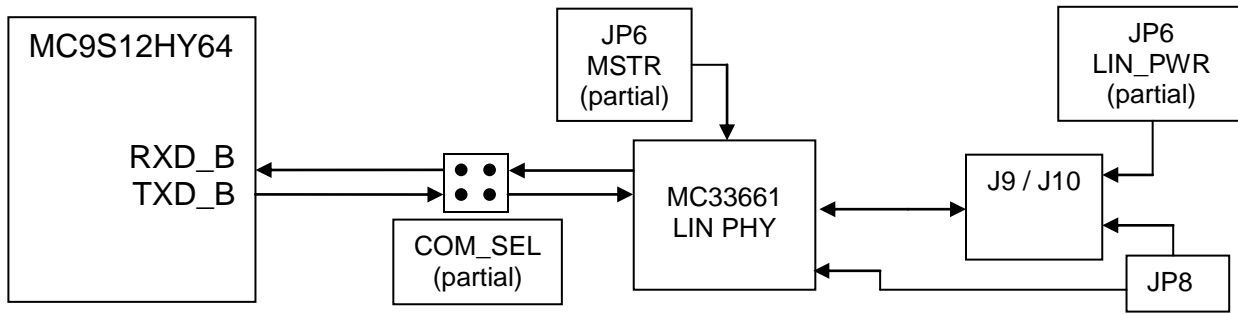 MC9S12HY64
RXD_B
TXD_B
COM_SEL
(partial)
JP6
MSTR
(partial)
MC33661
LIN PHY
JP6
LIN_PWR
(partial)
J9 / J10
JP8